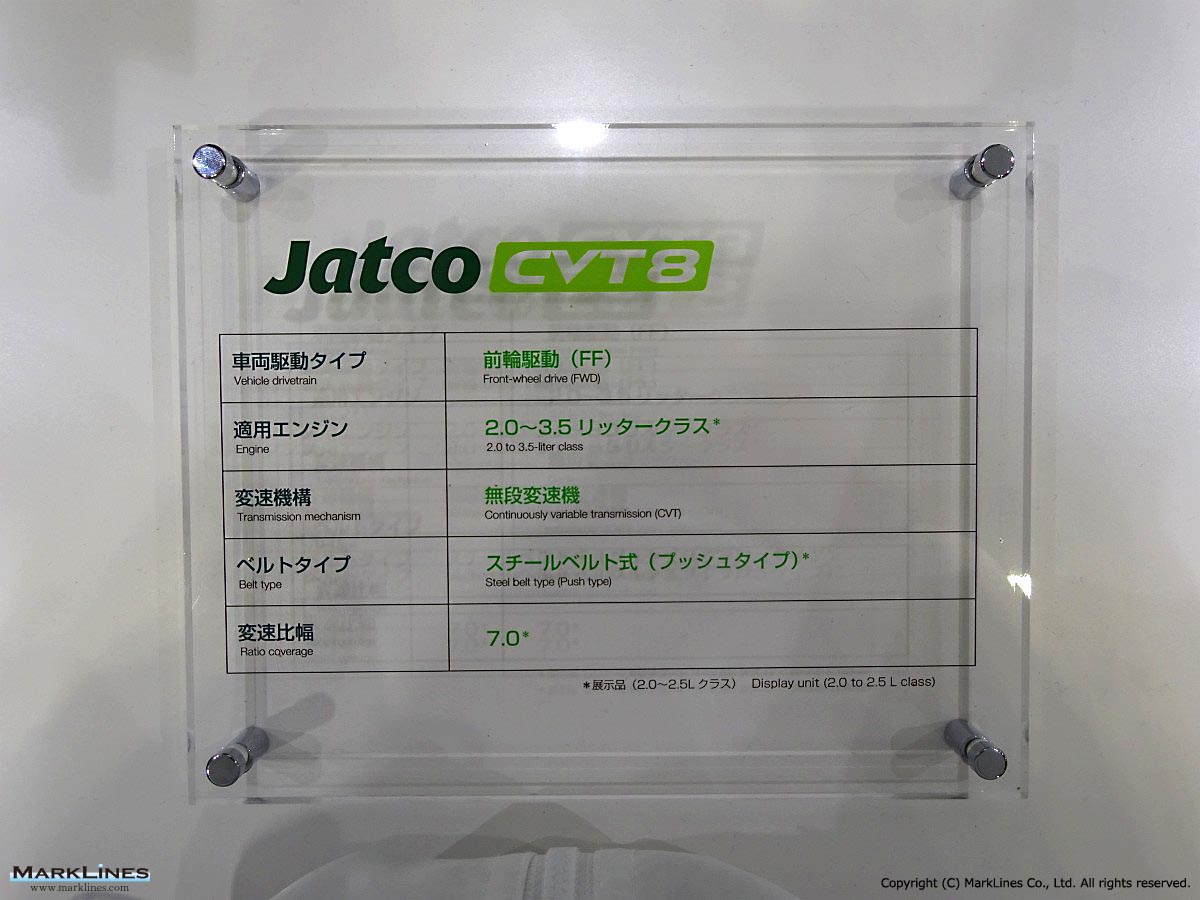 Jatco CVT8
車両駆動タイプ
Vehicle drivetrain
前輪駆動（FF）
Front-wheel drive (FWD)
適用エンジン
Engine
2.0～3.5 リッタークラス*
2.0 to 3.5-liter class
変速機構
Transmission mechanism
無段変速機
Continuously variable transmission (CVT)
ベルトタイプ
Belt type
スチールベルト式（プッシュタイプ）*
Steel belt type (Push type)
変速比幅
Ratio coverage
7.0*
*展示品（2.0～2.5L クラス） Display unit (2.0 to 2.5 L class)
MARKLINES
www.marklines.com
Copyright (C) MarkLines Co., Ltd. All rights reserved.